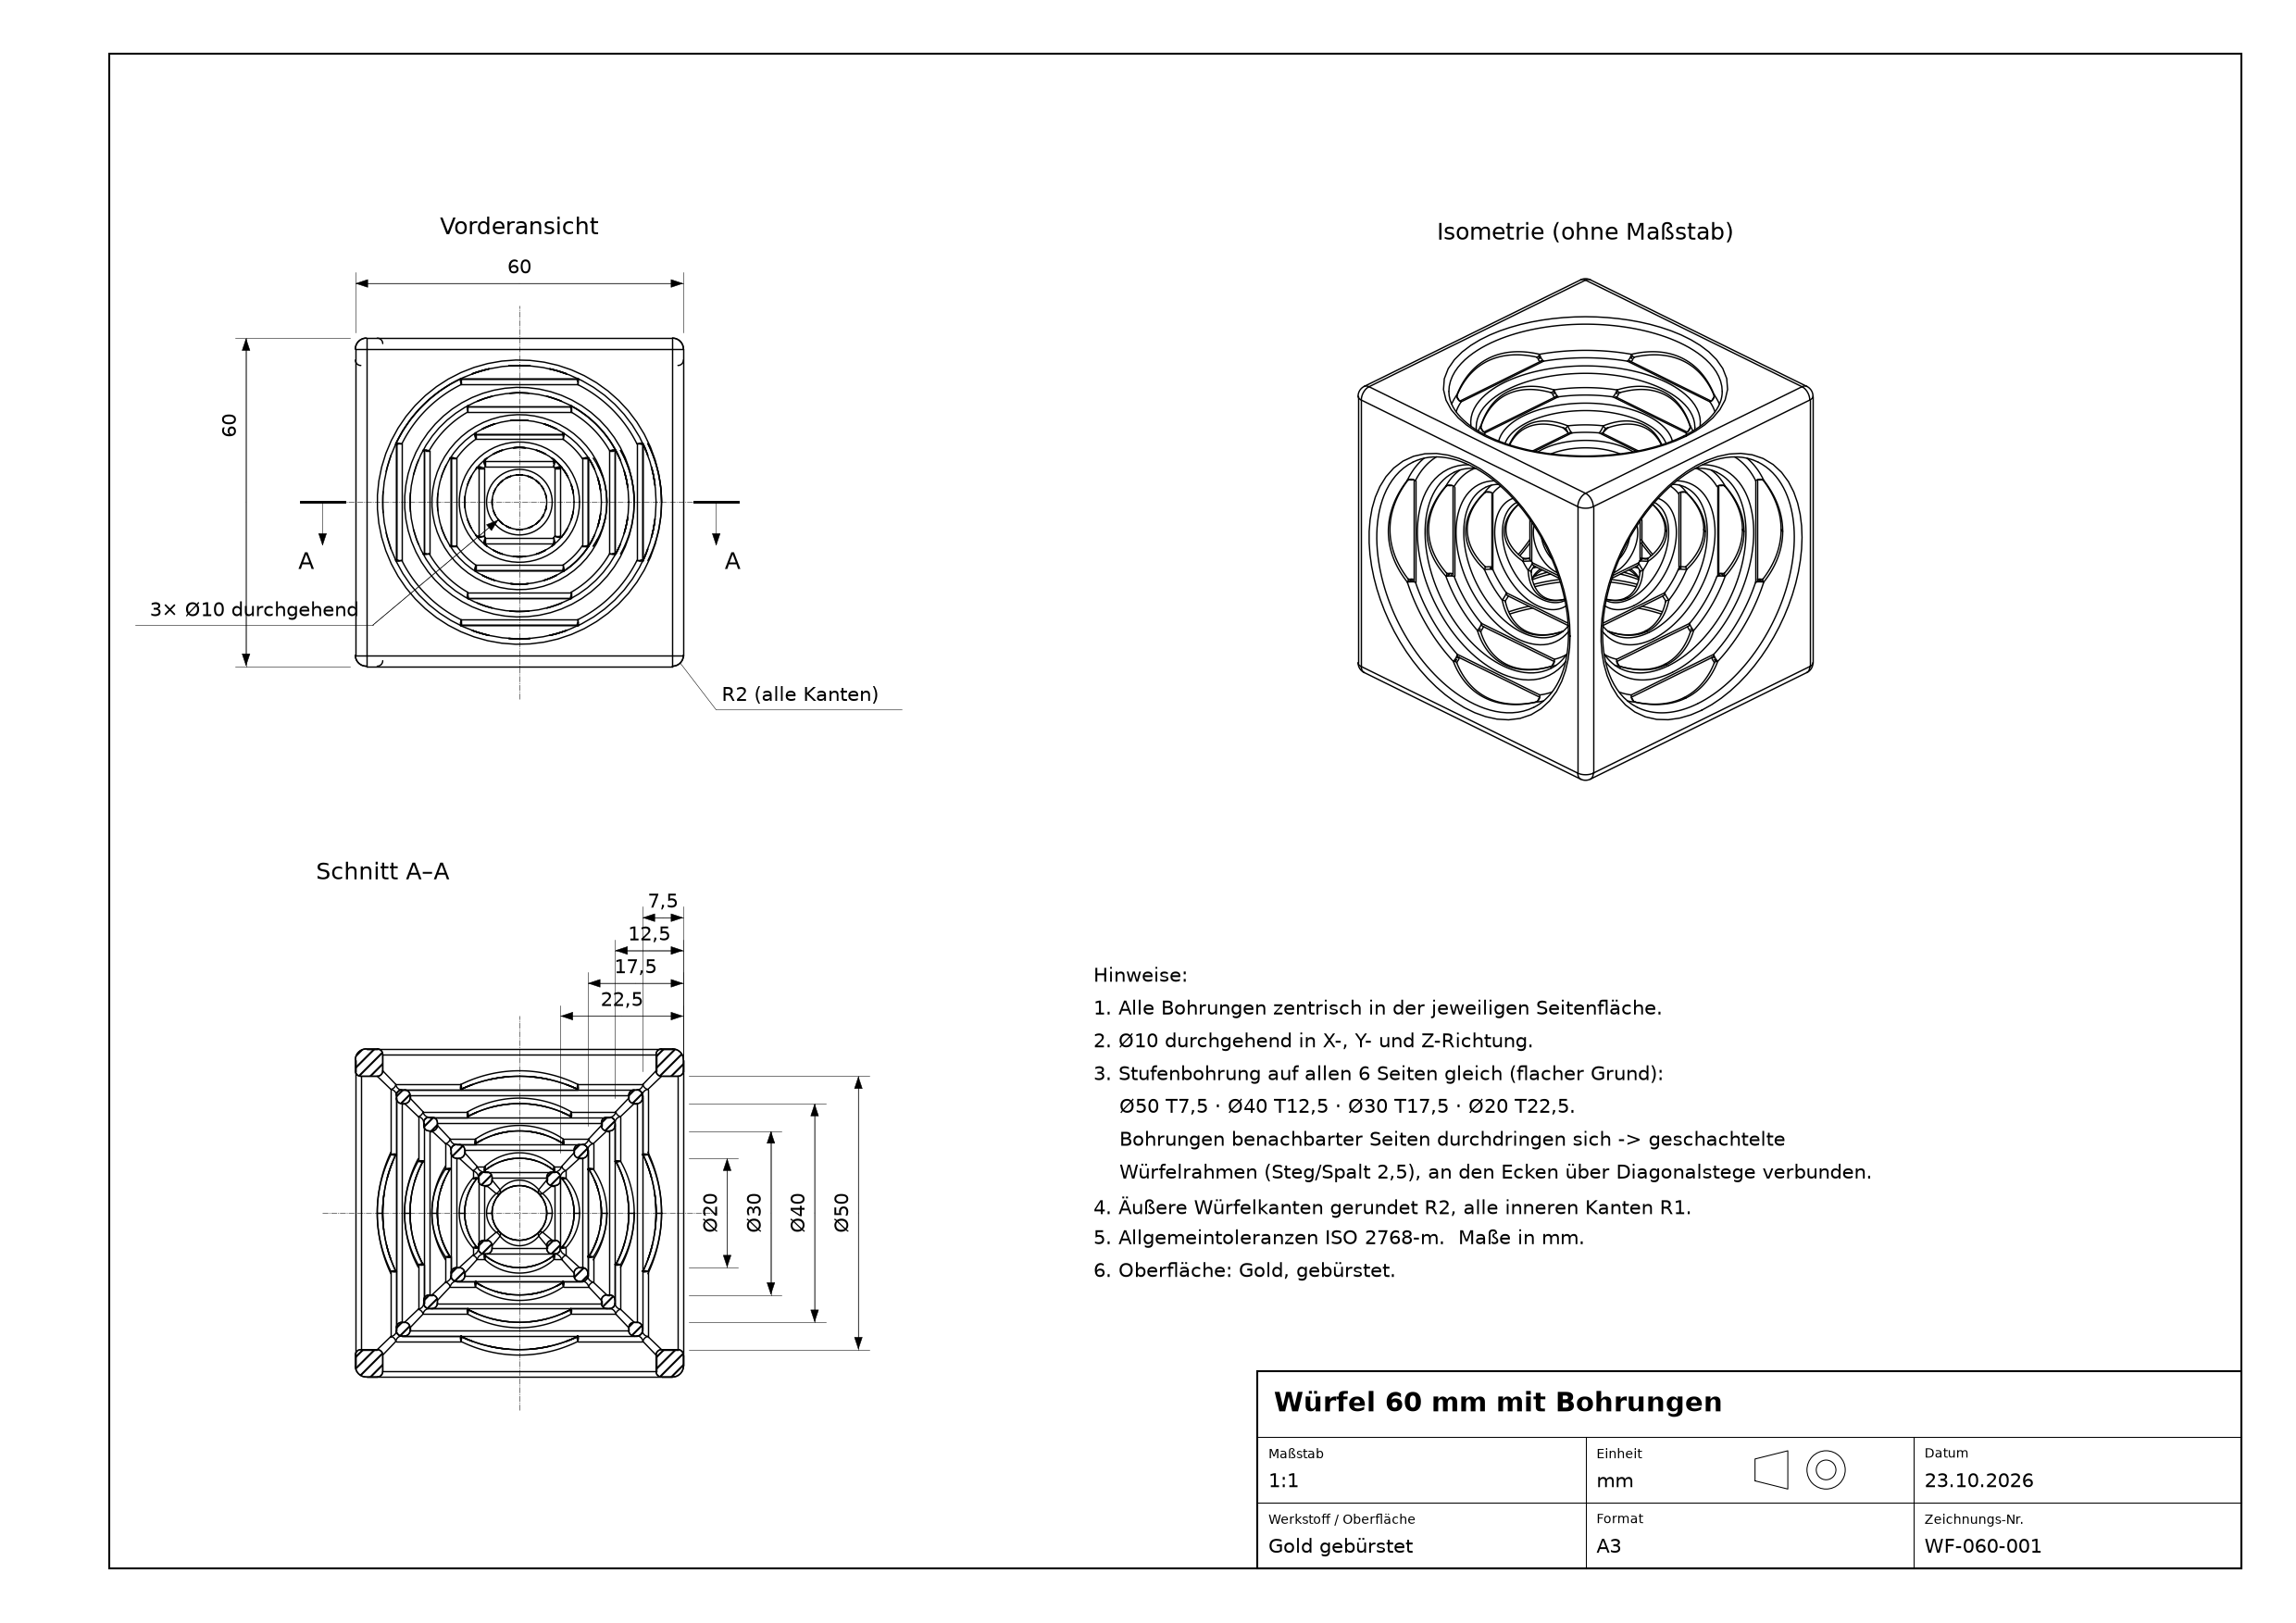 Vorderansicht
60
60
A
A
3× Ø10 durchgehend
R2 (alle Kanten)
Isometrie (ohne Maßstab)
Schnitt A–A
7,5
12,5
17,5
22,5
Ø20
Ø30
Ø40
Ø50
Hinweise:
1. Alle Bohrungen zentrisch in der jeweiligen Seitenfläche.
2. Ø10 durchgehend in X-, Y- und Z-Richtung.
3. Stufenbohrung auf allen 6 Seiten gleich (flacher Grund):
Ø50 T7,5 · Ø40 T12,5 · Ø30 T17,5 · Ø20 T22,5.
Bohrungen benachbarter Seiten durchdringen sich -> geschachtelte
Würfelrahmen (Steg/Spalt 2,5), an den Ecken über Diagonalstege verbunden.
4. Äußere Würfelkanten gerundet R2, alle inneren Kanten R1.
5. Allgemeintoleranzen ISO 2768-m.  Maße in mm.
6. Oberfläche: Gold, gebürstet.
Würfel 60 mm mit Bohrungen
Maßstab
1:1
Einheit
mm
Datum
23.10.2026
Werkstoff / Oberfläche
Gold gebürstet
Format
A3
Zeichnungs-Nr.
WF-060-001